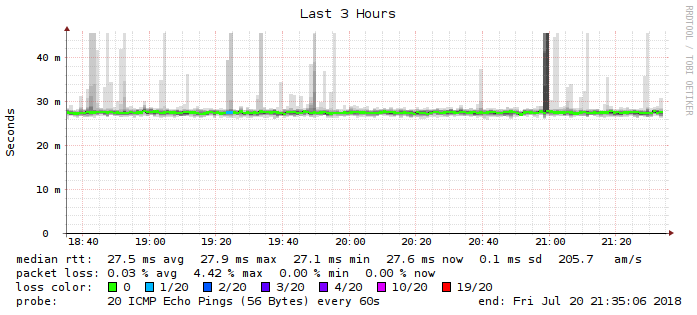 Last 3 Hours
RRDTOOL / TOBI OETIKER
Seconds
40 m
30 m
20 m
10 m
0
18:40 19:00 19:20 19:40 20:00 20:20 20:40 21:00 21:20
median rtt: 27.5 ms avg 27.9 ms max 27.1 ms min 27.6 ms now 0.1 ms sd 205.7 am/s
packet loss: 0.03 % avg 4.42 % max 0.00 % min 0.00 % now
loss color: 0 1/20 2/20 3/20 4/20 10/20 19/20
probe: 20 ICMP Echo Pings (56 Bytes) every 60s end: Fri Jul 20 21:35:06 2018